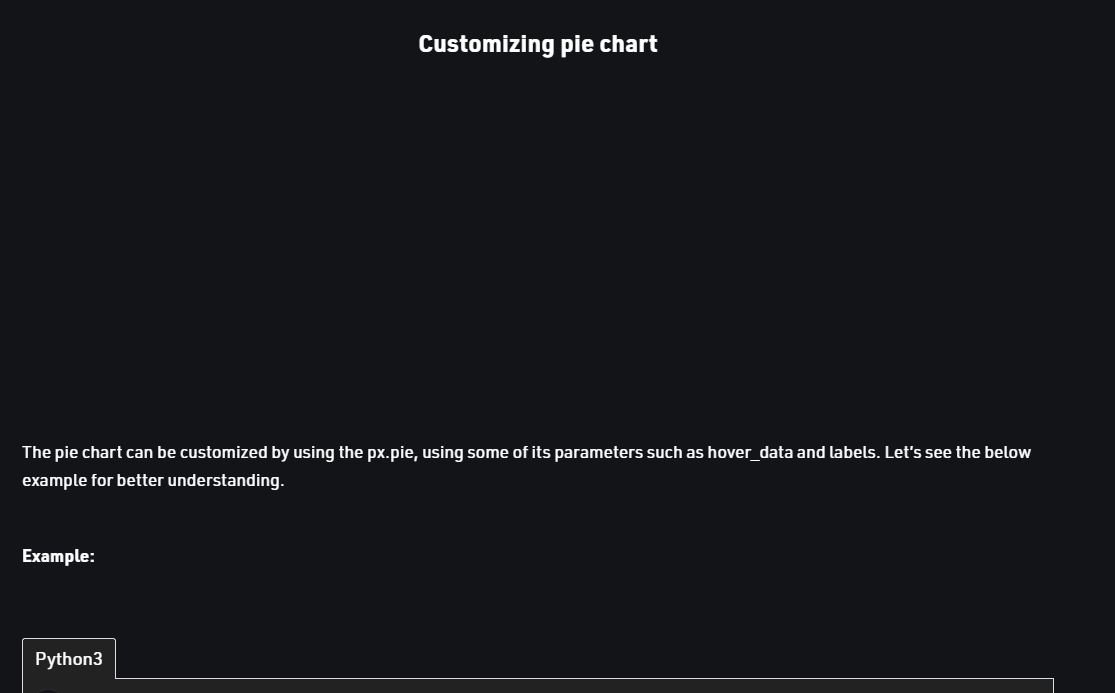 Customizing pie chart
The pie chart can be customized by using the px.pie, using some of its parameters such as hover_data and labels. Let’s see the below
example for better understanding.
Example:
Python3